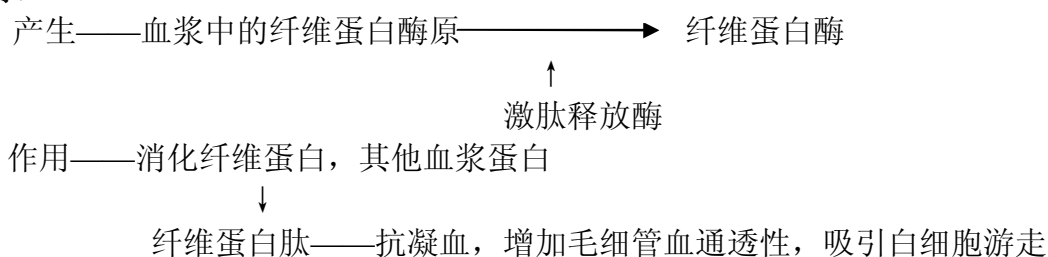 产生——血浆中的纤维蛋白酶原 纤维蛋白酶
激肽释放酶
作用——消化纤维蛋白，其他血浆蛋白
纤维蛋白肽——抗凝血，增加毛细管血通透性，吸引白细胞游走